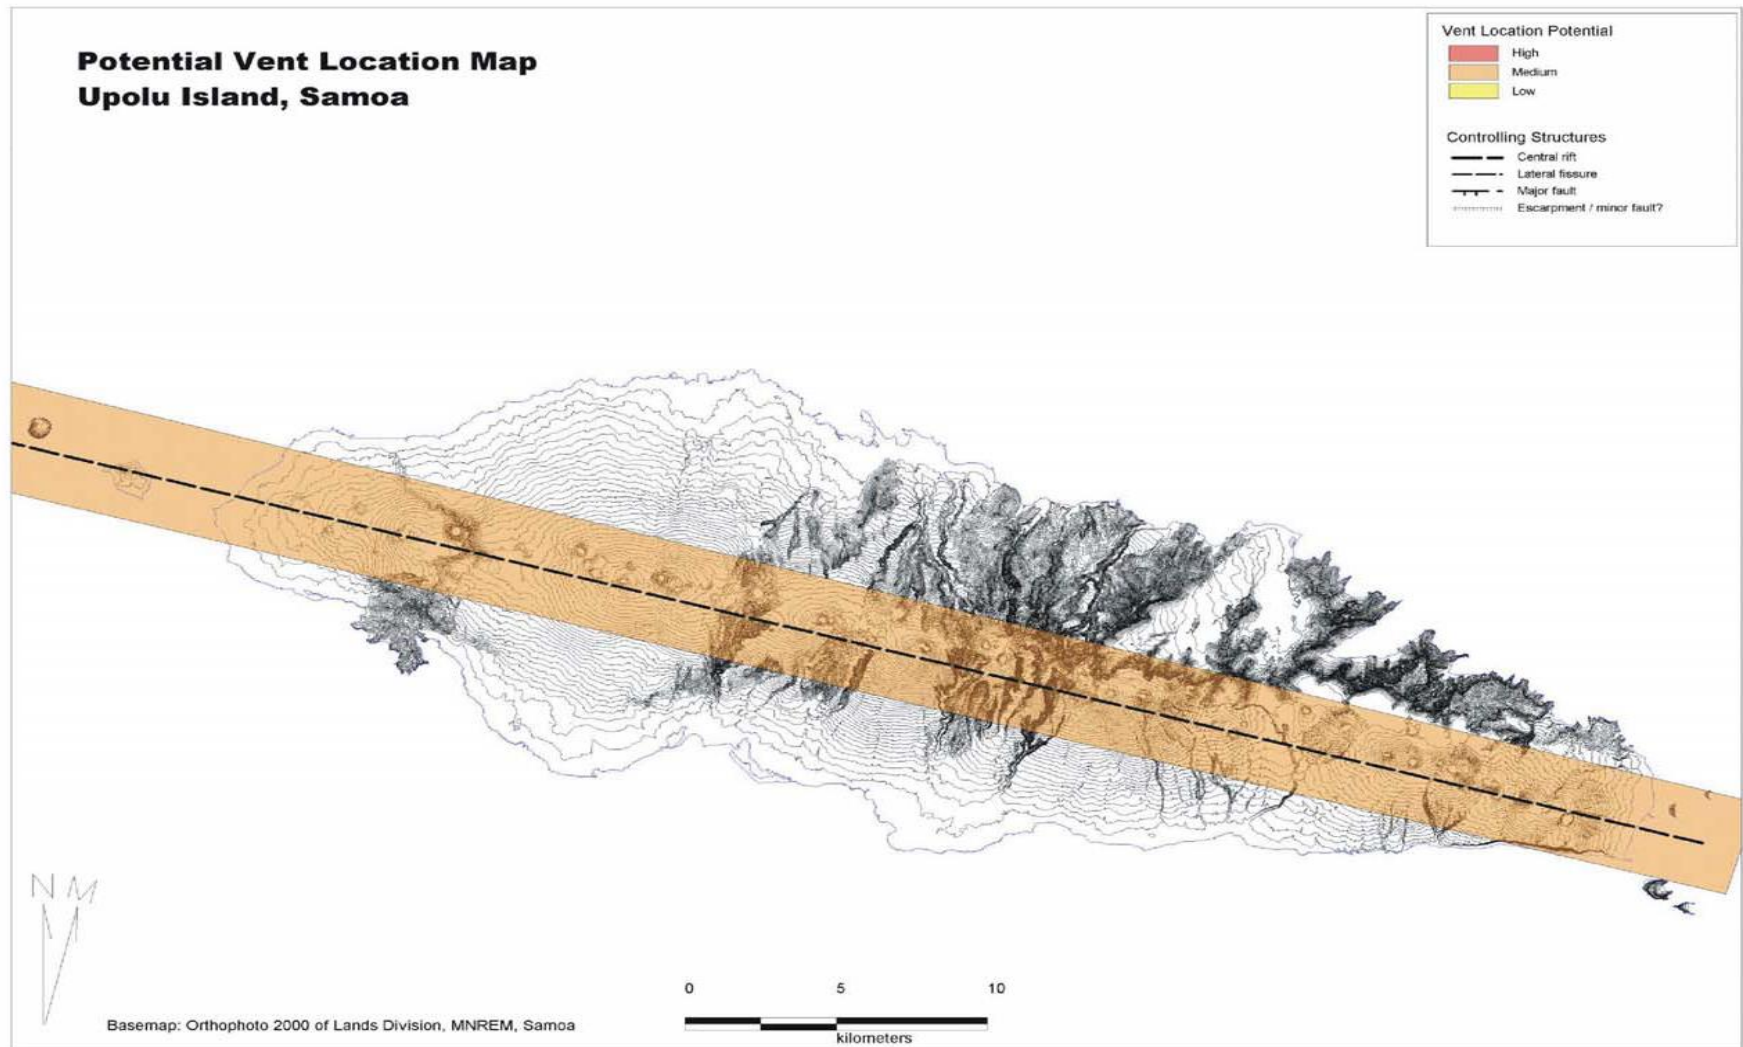 Potential Vent Location Map
Upolu Island, Samoa
Vent Location Potential
High
Medium
Low
Controlling Structures
Central rift
Lateral fissure
Major fault
Escarpment / minor fault?
N M
0 5 10
kilometers
Basemap: Orthophoto 2000 of Lands Division, MNREM, Samoa